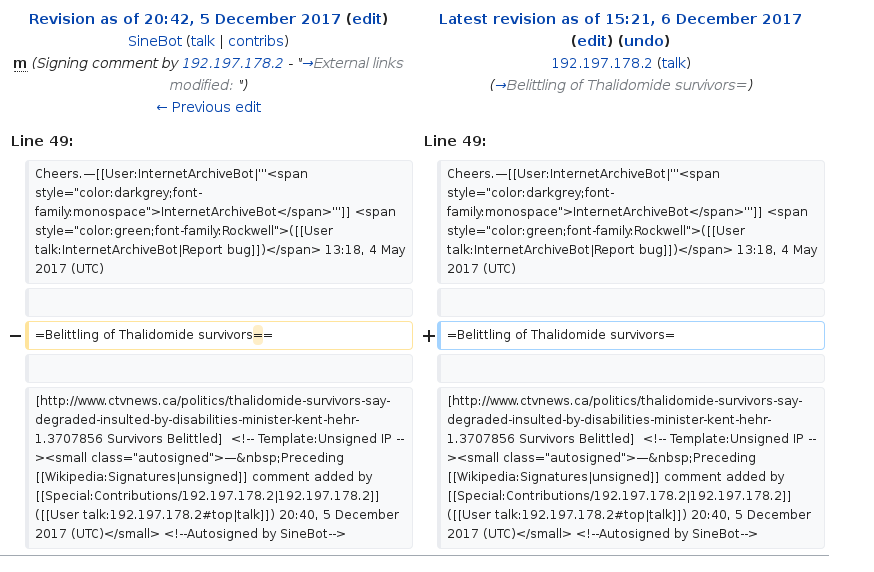 Revision as of 20:42, 5 December 2017 (edit)
SineBot (talk | contribs)
m (Signing comment by 192.197.178.2 - "→External links
modified: ")
← Previous edit
Latest revision as of 15:21, 6 December 2017
(edit) (undo)
192.197.178.2 (talk)
(→Belittling of Thalidomide survivors=)
Line 49:
Line 49:
Cheers.—[[User:InternetArchiveBot|'''<span
style="color:darkgrey;font-
family:monospace">InternetArchiveBot</span>''']] <span
style="color:green;font-family:Rockwell">([[User
talk:InternetArchiveBot|Report bug]])</span> 13:18, 4 May
2017 (UTC)
Cheers.—[[User:InternetArchiveBot|'''<span
style="color:darkgrey;font-
family:monospace">InternetArchiveBot</span>''']] <span
style="color:green;font-family:Rockwell">([[User
talk:InternetArchiveBot|Report bug]])</span> 13:18, 4 May
2017 (UTC)
− =Belittling of Thalidomide survivors==
+ =Belittling of Thalidomide survivors=
[http://www.ctvnews.ca/politics/thalidomide-survivors-say-
degraded-insulted-by-disabilities-minister-kent-hehr-
1.3707856 Survivors Belittled]  <!-- Template:Unsigned IP --
><small class="autosigned">—&nbsp;Preceding
[[Wikipedia:Signatures|unsigned]] comment added by
[[Special:Contributions/192.197.178.2|192.197.178.2]]
([[User talk:192.197.178.2#top|talk]]) 20:40, 5 December
2017 (UTC)</small> <!--Autosigned by SineBot-->
[http://www.ctvnews.ca/politics/thalidomide-survivors-say-
degraded-insulted-by-disabilities-minister-kent-hehr-
1.3707856 Survivors Belittled]  <!-- Template:Unsigned IP --
><small class="autosigned">—&nbsp;Preceding
[[Wikipedia:Signatures|unsigned]] comment added by
[[Special:Contributions/192.197.178.2|192.197.178.2]]
([[User talk:192.197.178.2#top|talk]]) 20:40, 5 December
2017 (UTC)</small> <!--Autosigned by SineBot-->